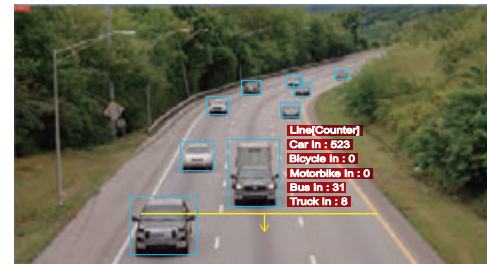 Line[Counter]
Car in : 523
Bicycle in : 0
Motorbike in : 0
Bus in : 31
Truck in : 8